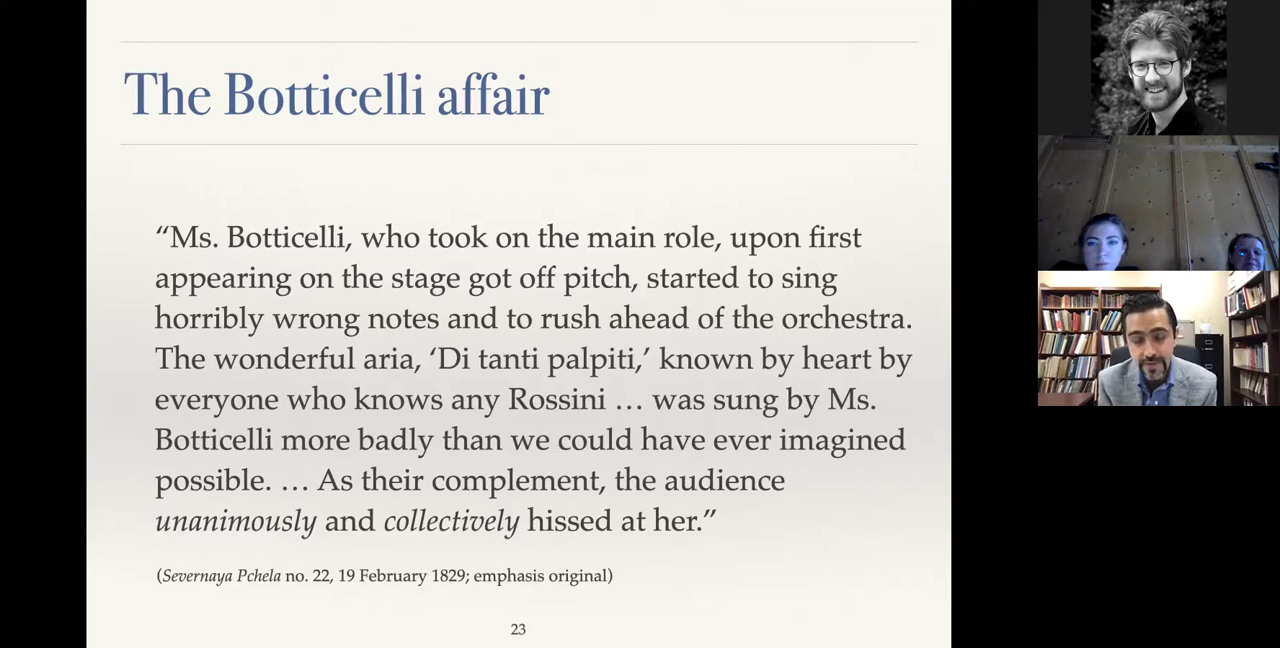 The Botticelli affair
“Ms. Botticelli, who took on the main role, upon first
appearing on the stage got off pitch, started to sing
horribly wrong notes and to rush ahead of the orchestra.
The wonderful aria, ‘Di tanti palpiti,’ known by heart by
everyone who knows any Rossini … was sung by Ms.
Botticelli more badly than we could have ever imagined
possible. … As their complement, the audience
unanimously and collectively hissed at her.”
(Severnaya Pchela no. 22, 19 February 1829; emphasis original)
23